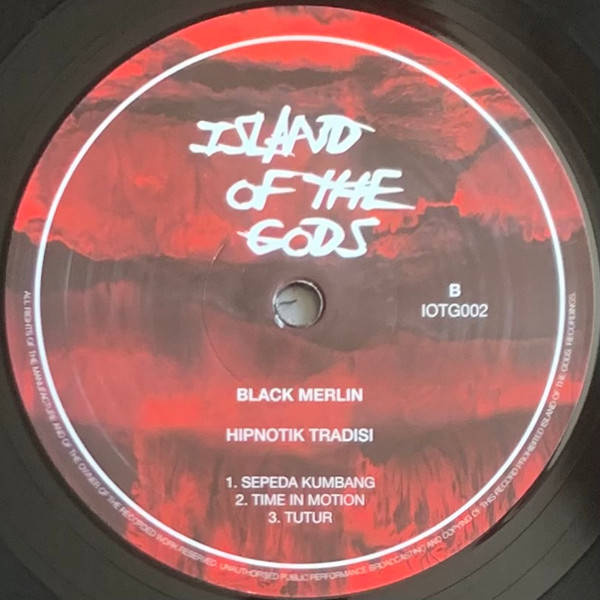 ISLAND
OF THE
GODS
B
IOTG002
BLACK MERLIN
HIPNOTIK TRADISI
1. SEPEDA KUMBANG
2. TIME IN MOTION
3. TUTUR
ALL RIGHTS OF THE MANUFACTURE AND OF THE OWNER OF THE RECORDED WORK RESERVED. UNAUTHORISED PUBLIC PERFORMANCE BROADCASTING AND COPYING OF THIS RECORD PROHIBITED ISLAND OF THE GODS RECORDINGS.